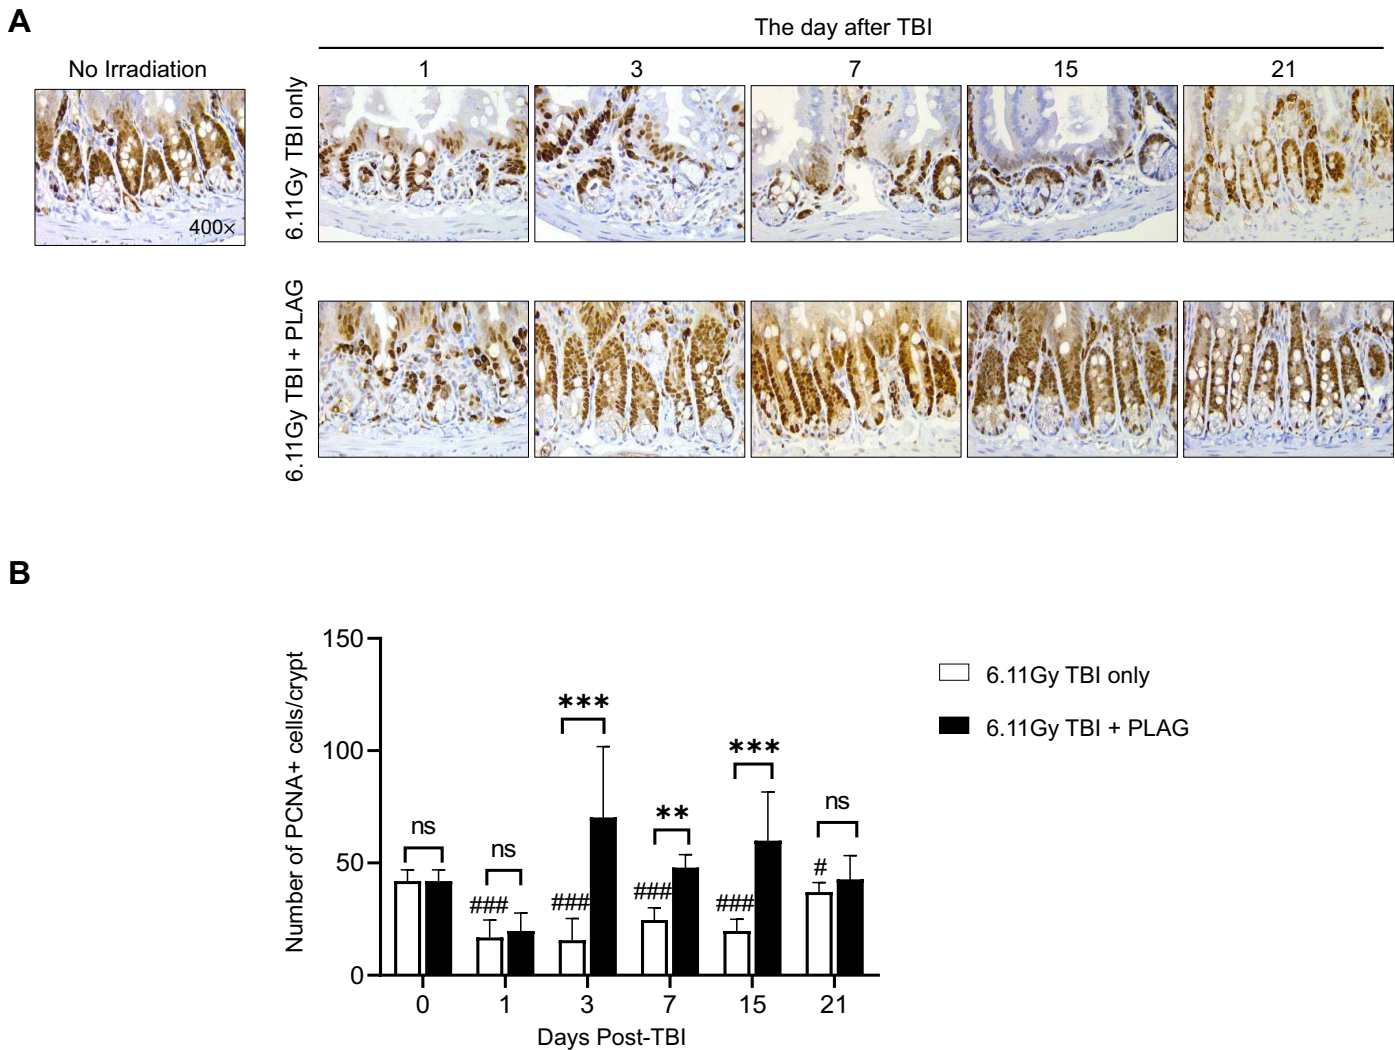 A
The day after TBI
No Irradiation
1 3 7 15 21
400×
6.11Gy TBI only
6.11Gy TBI + PLAG
B
Number of PCNA+ cells/crypt
150
100
50
0
ns
ns
***
**
***
ns
###
###
###
###
#
0 1 3 7 15 21
Days Post-TBI
6.11Gy TBI only
6.11Gy TBI + PLAG